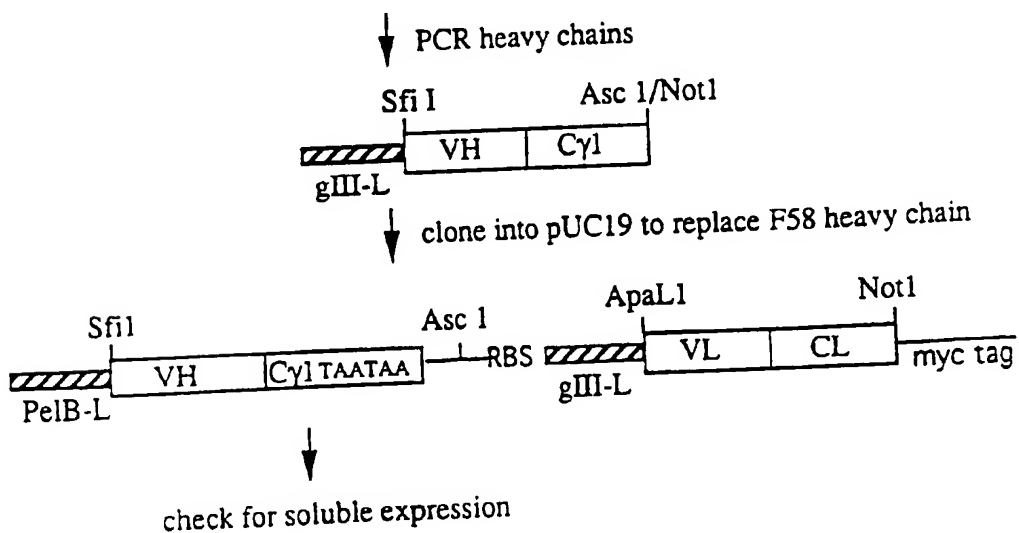 PCR heavy chains
Sfi I
Asc 1/Not1
VH
Cγ1
gIII-L
clone into pUC19 to replace F58 heavy chain
ApaL1
Not1
Sfi1
Asc 1
VH
Cγ1 TAATAA
RBS
VL
CL
myc tag
PelB-L
gIII-L
check for soluble expression